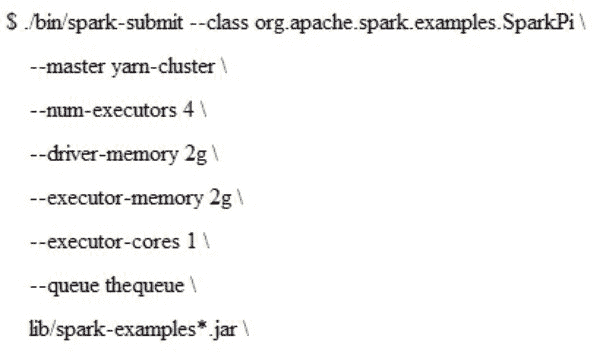 $ ./bin/spark-submit --class org.apache.spark.examples.SparkPi \
--master yarn-cluster \
--num-executors 4 \
--driver-memory 2g \
--executor-memory 2g \
--executor-cores 1 \
--queue thequeue \
lib/spark-examples*.jar \